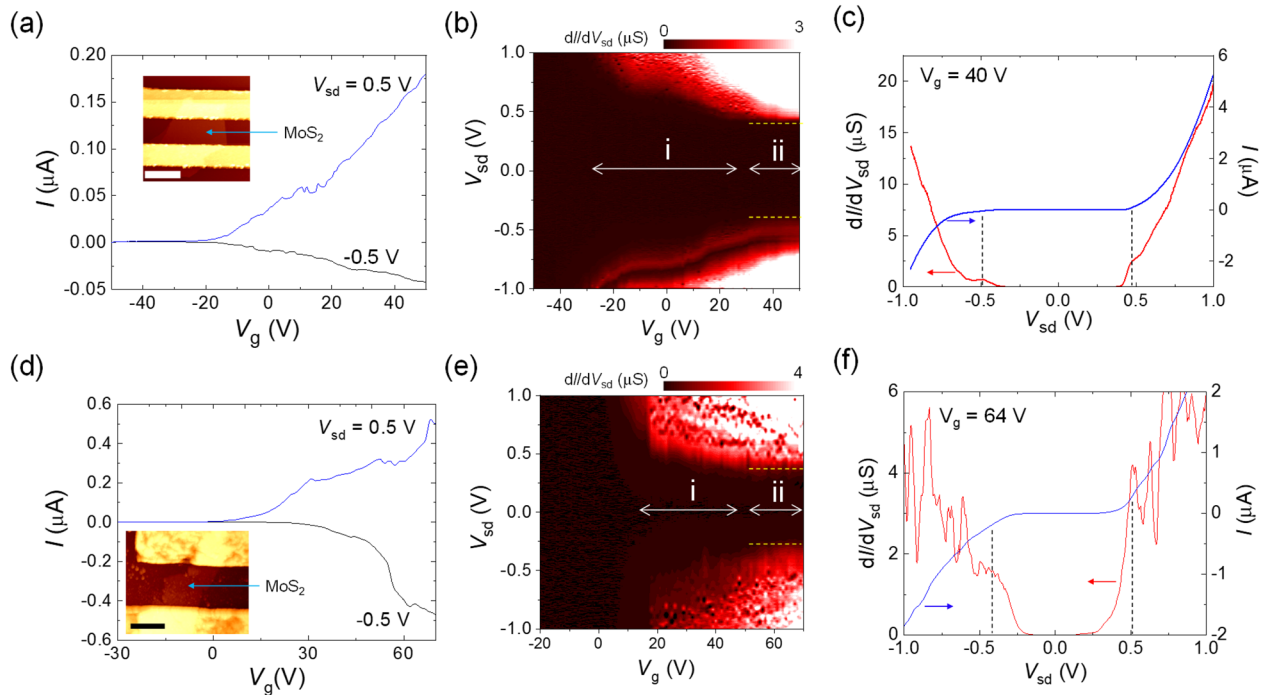 (a)
0.20
0.15
0.10
0.05
0.00
-0.05
I (μA)
V_sd = 0.5 V
MoS₂
-0.5 V
-40 -20 0 20 40
V_g (V)
(b)
dI/dV_sd (μS) 0 3
1.0
0.5
0.0
-0.5
-1.0
V_sd (V)
i ii
-40 -20 0 20 40
V_g (V)
(c)
V_g = 40 V
20
15
10
5
0
dI/dV_sd (μS)
6
4
2
0
-2
I (μA)
-1.0 -0.5 0.0 0.5 1.0
V_sd (V)
(d)
0.6
0.4
0.2
0.0
-0.2
-0.4
-0.6
I (μA)
V_sd = 0.5 V
MoS₂
-0.5 V
-30 0 30 60
V_g(V)
(e)
dI/dV_sd (μS) 0 4
1.0
0.5
0.0
-0.5
-1.0
V_sd (V)
i ii
-20 0 20 40 60
V_g (V)
(f)
V_g = 64 V
6
4
2
0
dI/dV_sd (μS)
2
1
0
-1
-2
I (μA)
-1.0 -0.5 0.0 0.5 1.0
V_sd (V)